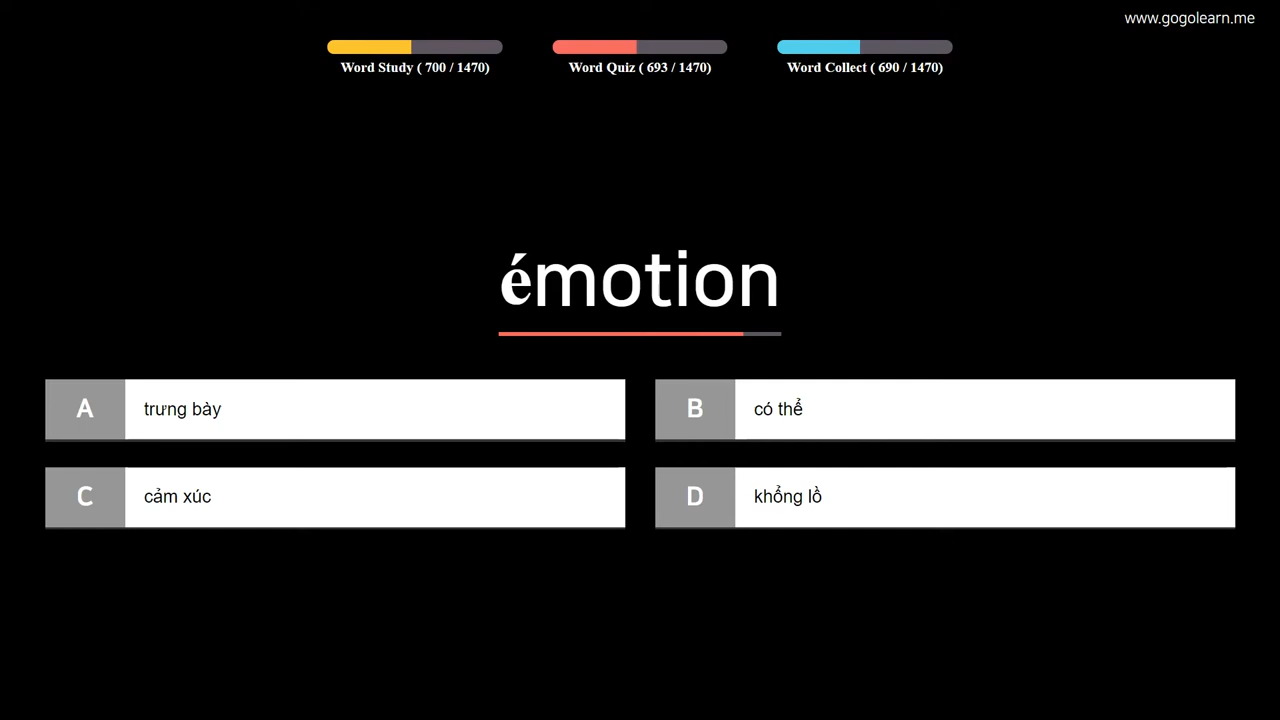 www.gogolearn.me
Word Study ( 700 / 1470)
Word Quiz ( 693 / 1470)
Word Collect ( 690 / 1470)
émotion
A trưng bày
B có thể
C cảm xúc
D khổng lồ